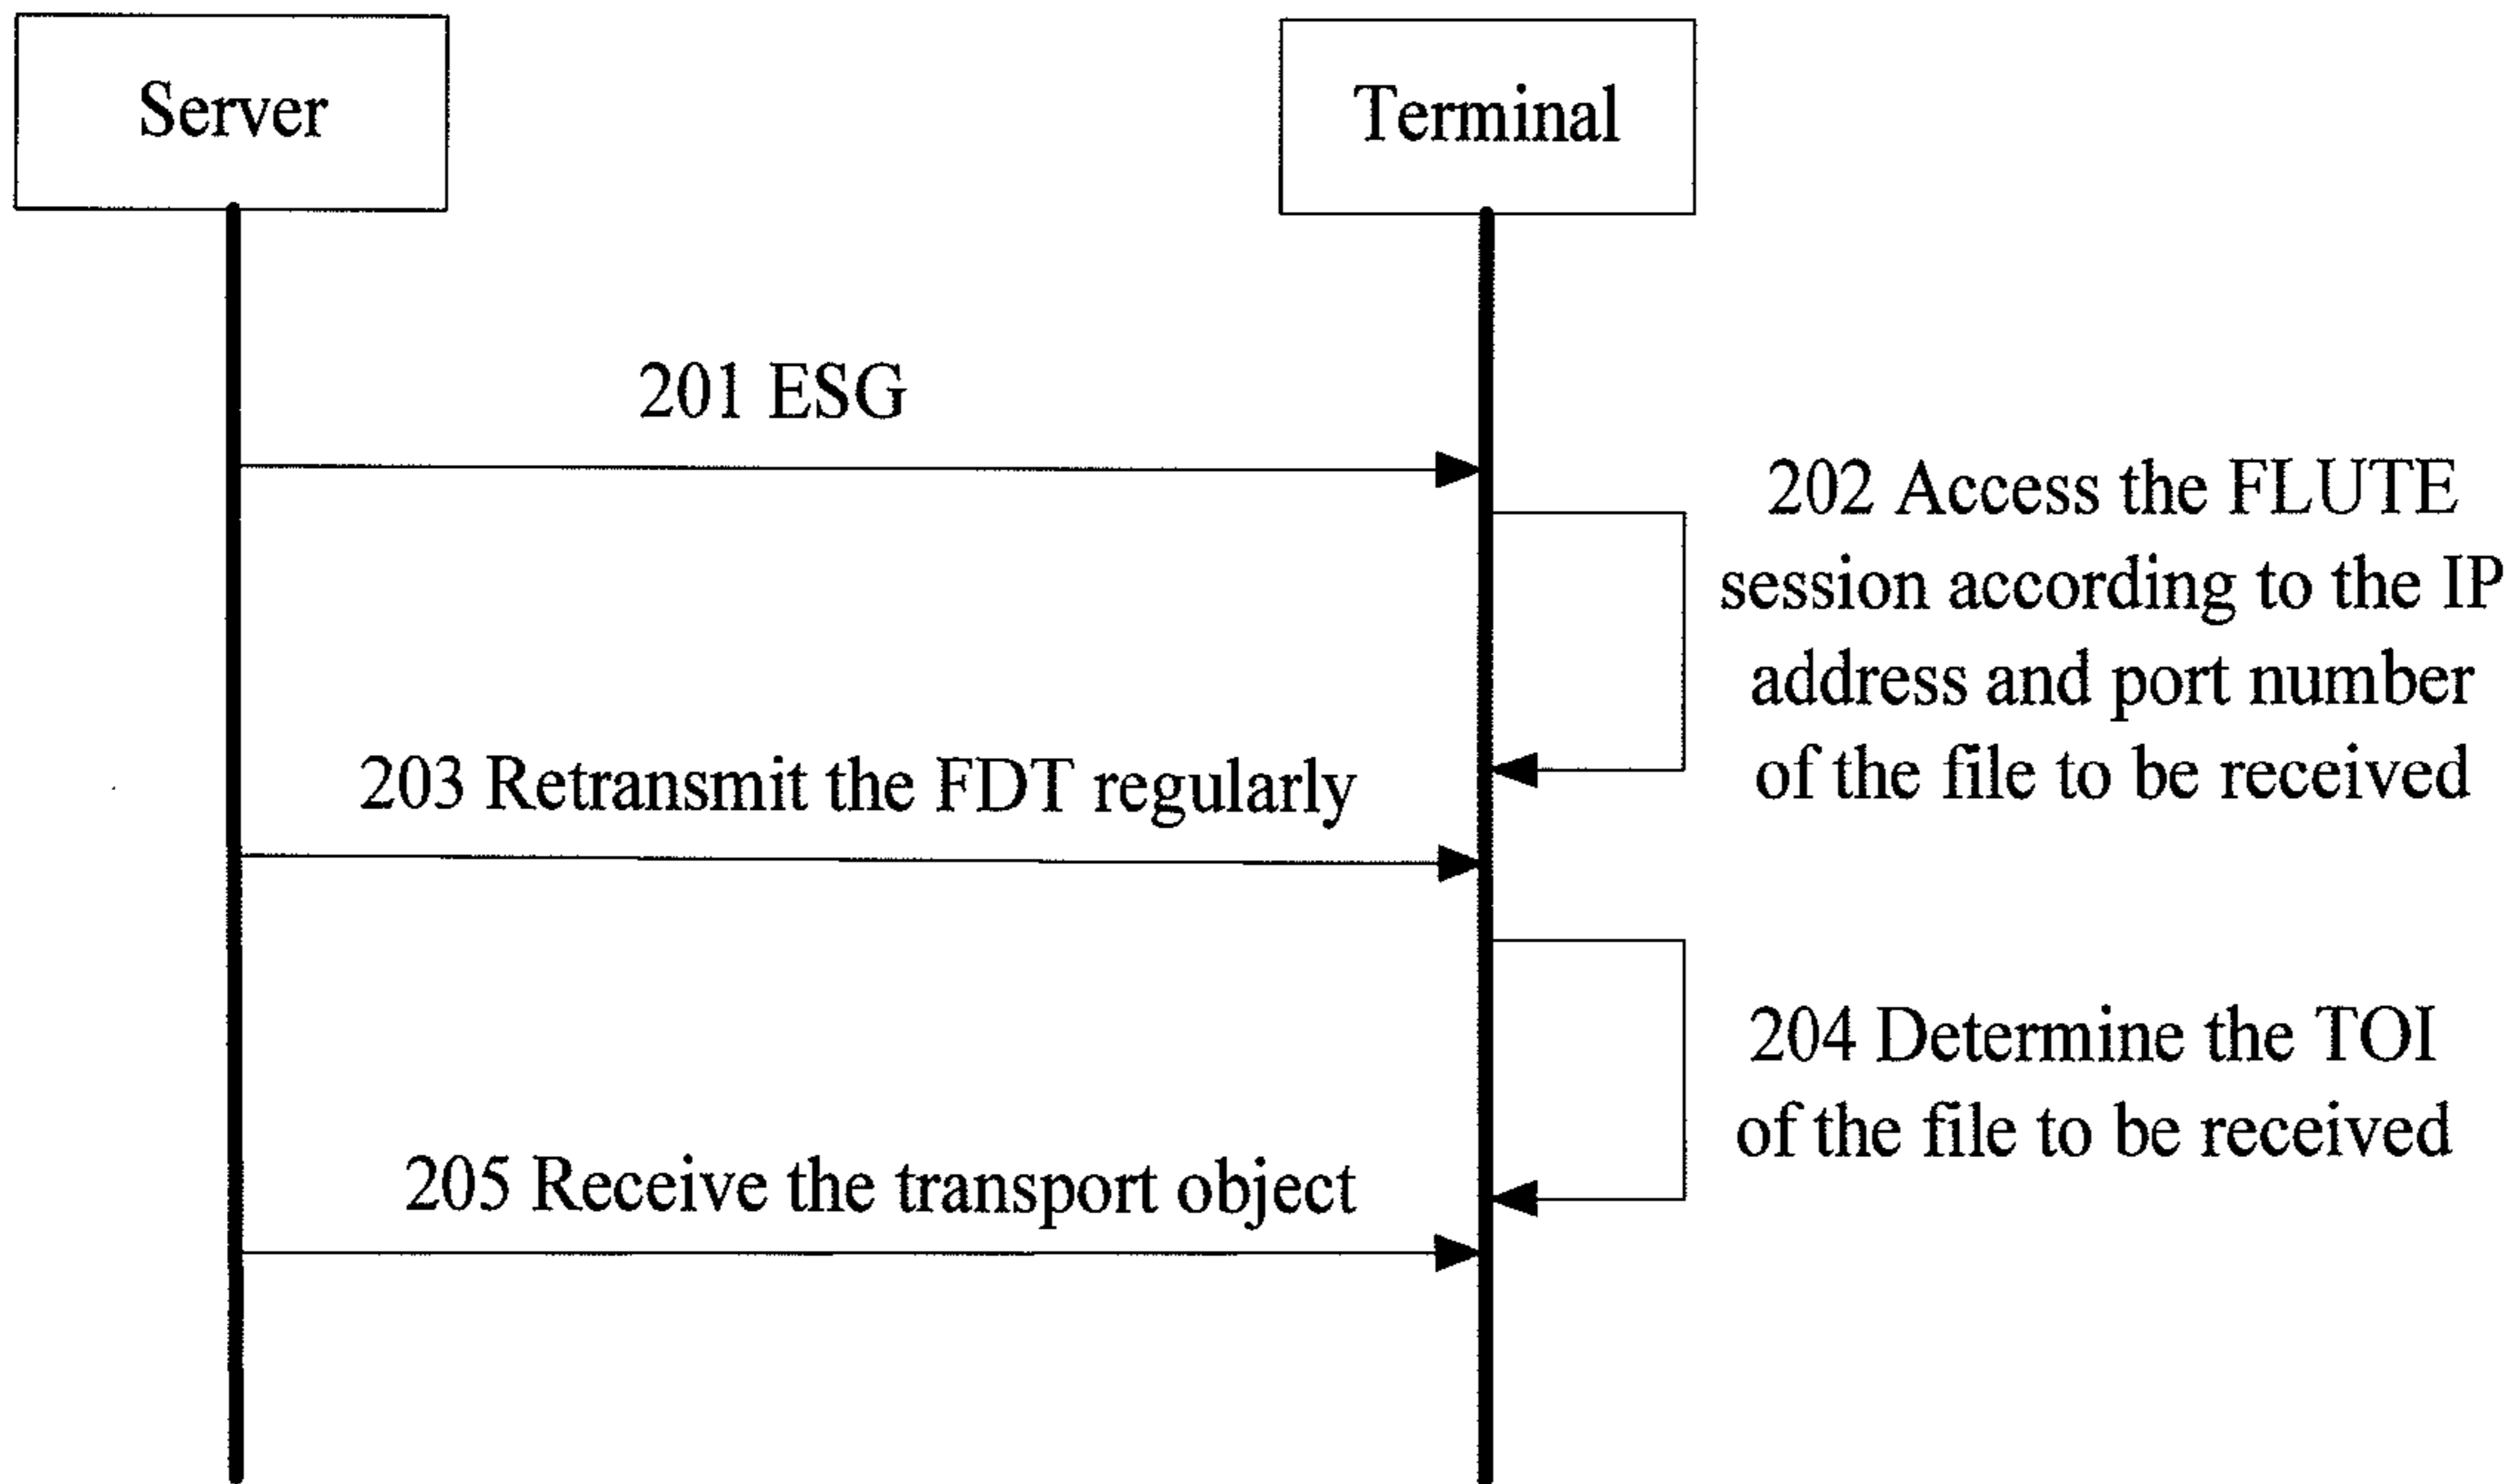 Server
Terminal
201 ESG
202 Access the FLUTE
session according to the IP
address and port number
of the file to be received
203 Retransmit the FDT regularly
204 Determine the TOI
of the file to be received
205 Receive the transport object